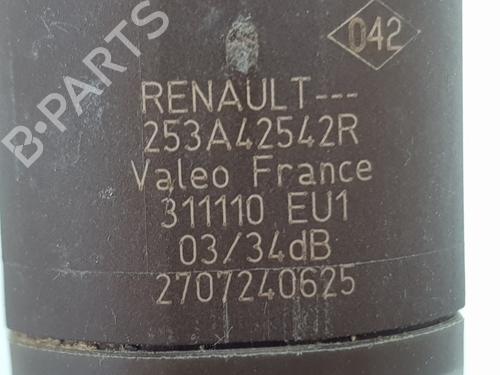 B-PARTS
042
RENAULT---
253A42542R
Valeo France
311110 EU1
03/34dB
2707240625